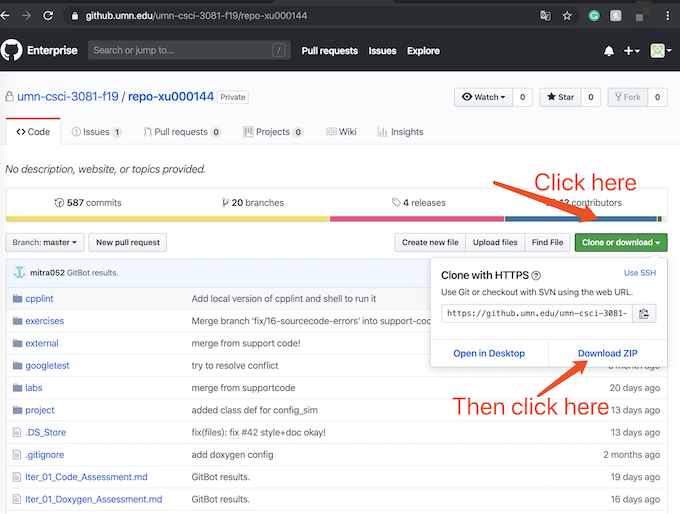 github.umn.edu/umn-csci-3081-f19/repo-xu000144
Enterprise Search or jump to... / Pull requests Issues Explore
umn-csci-3081-f19 / repo-xu000144 Private Watch 0 Star 0 Fork 0
Code Issues 1 Pull requests 0 Projects 0 Wiki Insights
No description, website, or topics provided.
Click here
587 commits 20 branches 4 releases 12 contributors
Branch: master New pull request Create new file Upload files Find File Clone or download
mitra052 GitBot results.
Clone with HTTPS Use SSH
Use Git or checkout with SVN using the web URL.
https://github.umn.edu/umn-csci-3081-
Open in Desktop Download ZIP
Then click here
cpplint Add local version of cpplint and shell to run it
exercises Merge branch 'fix/16-sourcecode-errors' into support-cod
external merge from support code!
googletest try to resolve conflict month ago
labs merge from supportcode 20 days ago
project added class def for config_sim 13 days ago
.DS_Store fix(files): fix #42 style+doc okay! 13 days ago
.gitignore add doxygen config 2 months ago
Iter_01_Code_Assessment.md GitBot results. 19 days ago
Iter_01_Doxygen_Assessment.md GitBot results. 16 days ago